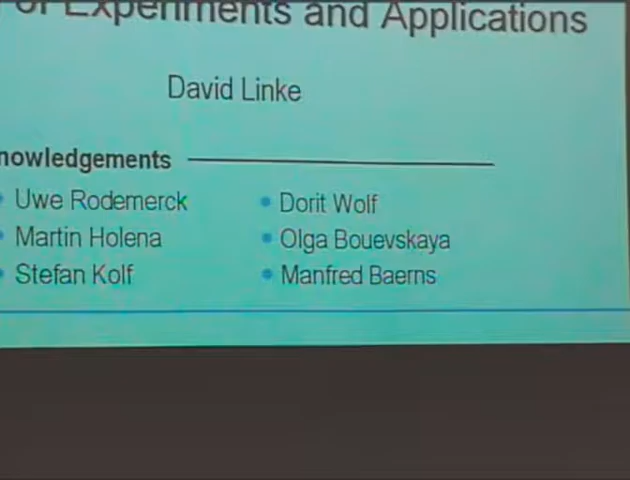 of Experiments and Applications
David Linke
nowledgements
Uwe Rodemerck
Dorit Wolf
Martin Holena
Olga Bouevskaya
Stefan Kolf
Manfred Baerns